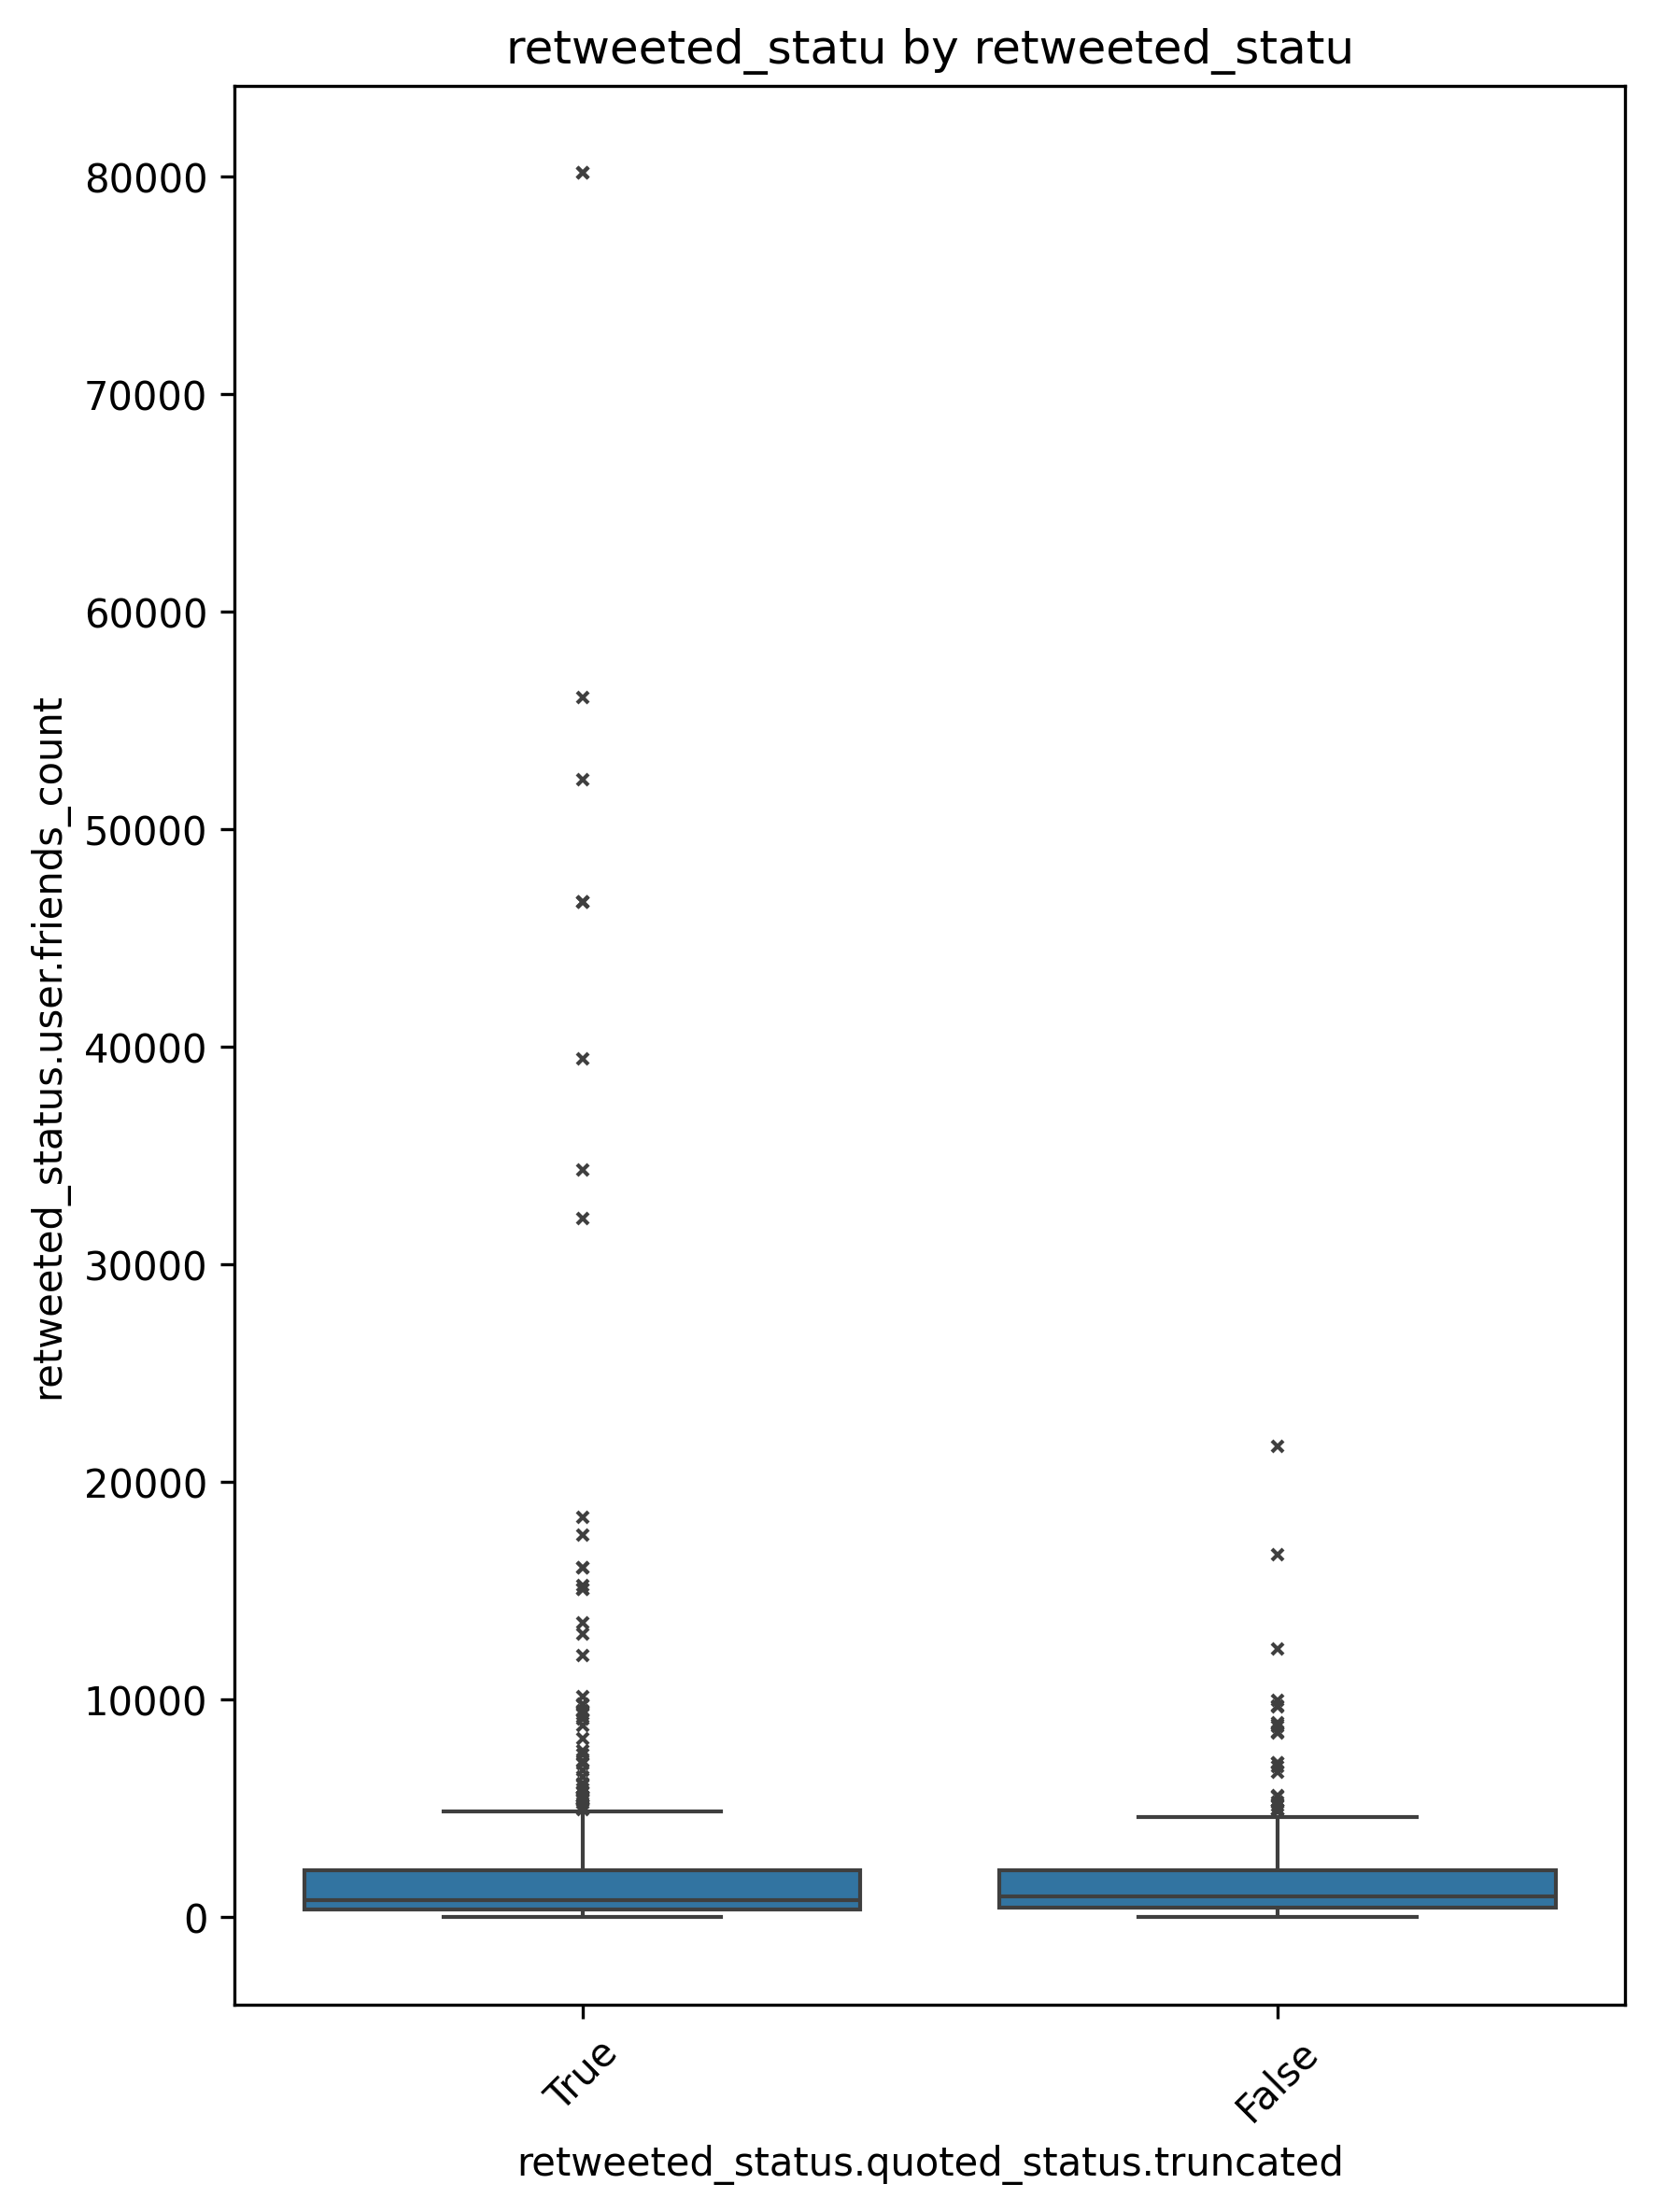 retweeted_statu by retweeted_statu
80000
70000
60000
50000
40000
30000
20000
10000
0
retweeted_status.user.friends_count
True
False
retweeted_status.quoted_status.truncated